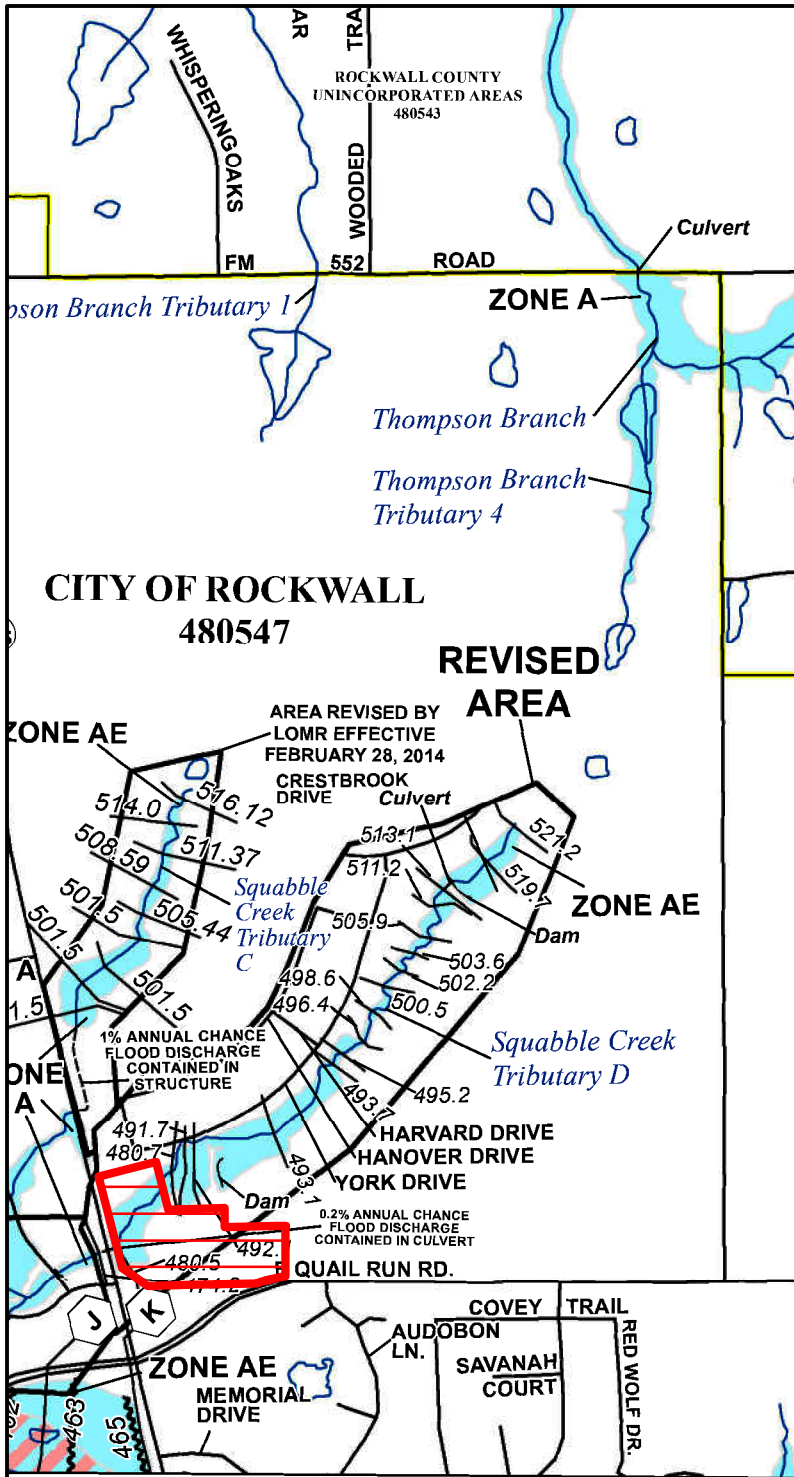 WHISPERINGOAKS
AR
TRA
WOODED
ROCKWALL COUNTY
UNINCORPORATED AREAS
480543
Culvert
FM 552 ROAD
pson Branch Tributary 1
ZONE A
Thompson Branch
Thompson Branch
Tributary 4
CITY OF ROCKWALL
480547
REVISED
AREA
ZONE AE
AREA REVISED BY
LOMR EFFECTIVE
FEBRUARY 28, 2014
CRESTBROOK
DRIVE
Culvert
514.0
516.12
508.59
511.37
501.5
505.44
501.5
501.5
Squabble
Creek
Tributary
C
513.1
511.2
521.2
519.7
ZONE AE
505.9
Dam
503.6
502.2
498.6
500.5
496.4
A
1.5
1% ANNUAL CHANCE
FLOOD DISCHARGE
CONTAINED IN
STRUCTURE
Squabble Creek
Tributary D
ONE
A
495.2
493.7
491.7
480.7
HARVARD DRIVE
HANOVER DRIVE
YORK DRIVE
493.1
Dam
0.2% ANNUAL CHANCE
FLOOD DISCHARGE
CONTAINED IN CULVERT
492.
480.5
QUAIL RUN RD.
J
K
COVEY TRAIL
AUDOBON
LN.
SAVANAH
COURT
RED WOLF DR.
ZONE AE
MEMORIAL
DRIVE
463
465